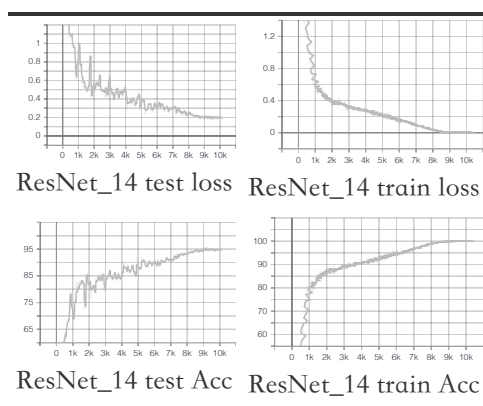 1
0.8
0.6
0.4
0.2
0
0 1k 2k 3k 4k 5k 6k 7k 8k 9k 10k
ResNet_14 test loss
1.2
0.8
0.4
0
0 1k 2k 3k 4k 5k 6k 7k 8k 9k 10k
ResNet_14 train loss
95
85
75
65
0 1k 2k 3k 4k 5k 6k 7k 8k 9k 10k
ResNet_14 test Acc
100
90
80
70
60
0 1k 2k 3k 4k 5k 6k 7k 8k 9k 10k
ResNet_14 train Acc